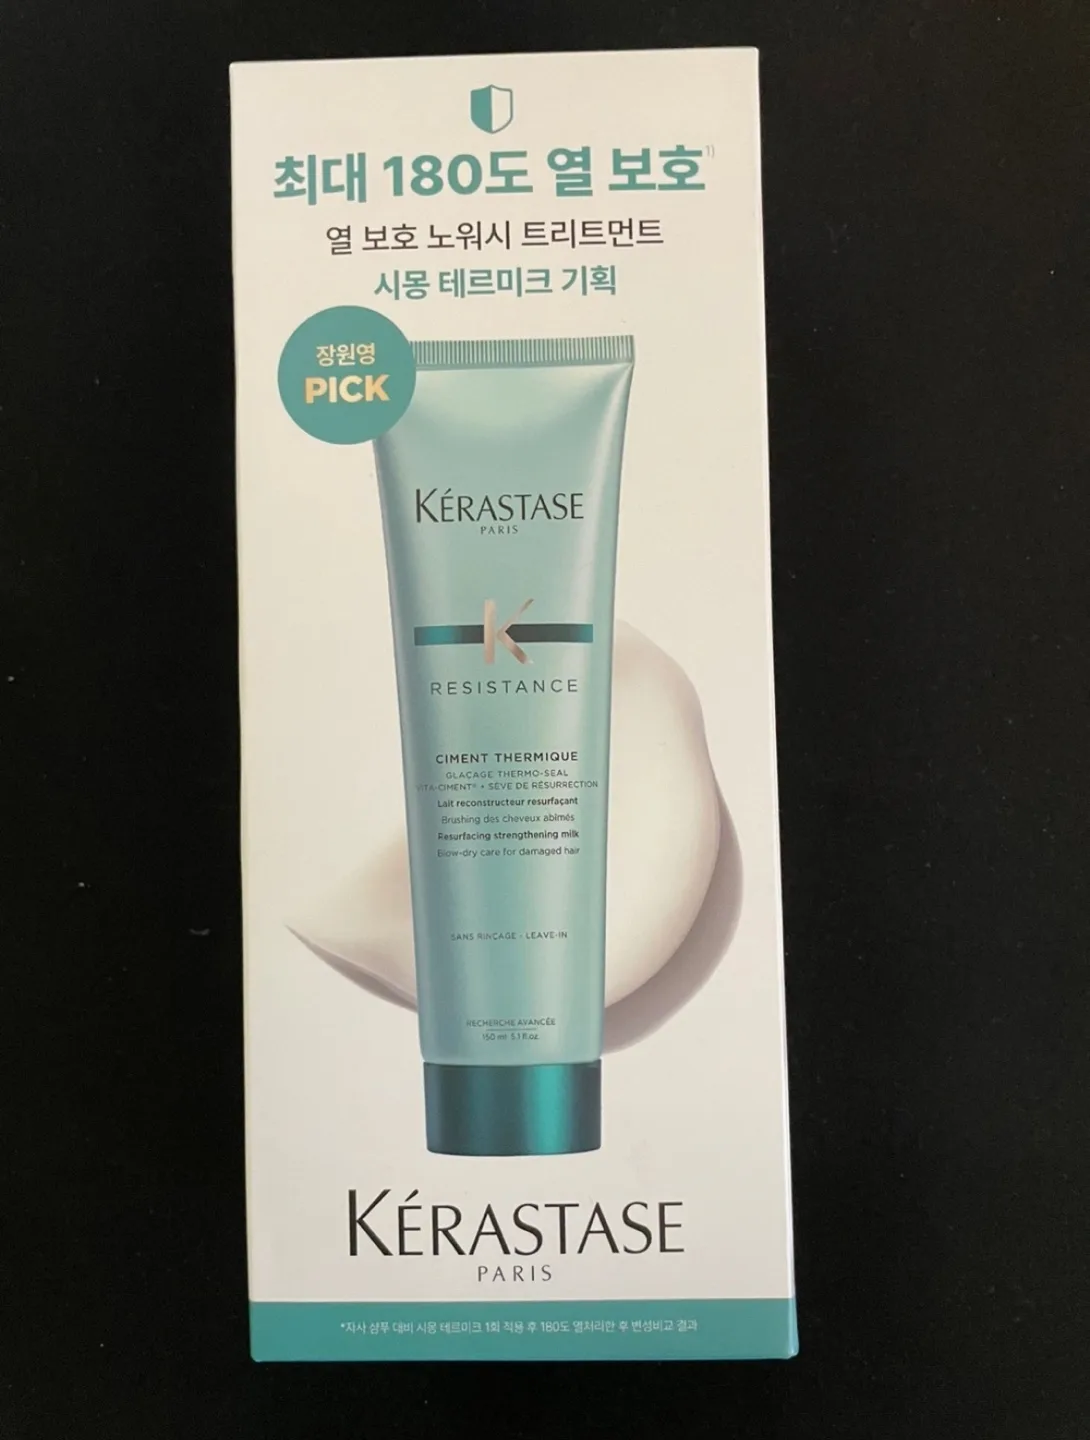 최대 180도 열 보호 1)
열 보호 노워시 트리트먼트
시몽 테르미크 기획
장원영
PICK
KÉRASTASE
PARIS
K
RESISTANCE
CIMENT THERMIQUE
GLAÇAGE THERMO-SEAL
VITA-CIMENT® + SÈVE DE RÉSURRECTION
Lait reconstructeur resurfaçant
Brushing des cheveux abîmés
Resurfacing strengthening milk
Blow-dry care for damaged hair
SANS RINÇAGE - LEAVE-IN
RECHERCHE AVANCÉE
150 ml 5.1 fl.oz.
KÉRASTASE
PARIS
*자사 샴푸 대비 시몽 테르미크 1회 적용 후 180도 열처리한 후 변성비교 결과